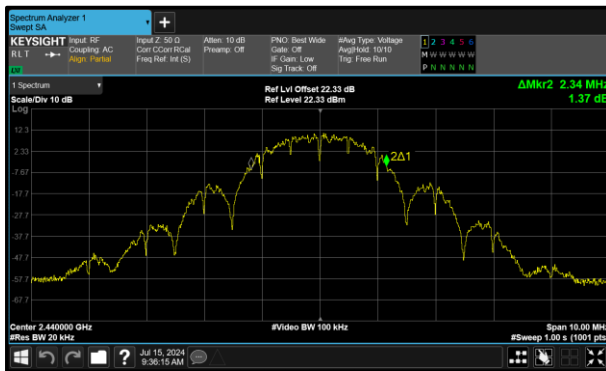 Spectrum Analyzer 1
Swept SA
KEYSIGHT
RLT
Input: RF
Coupling: AC
Align: Partial
Input Z: 50 Ω
Corr CCorr RCal
Freq Ref: Int (S)
Atten: 10 dB
Preamp: Off
PNO: Best Wide
Gate: Off
IF Gain: Low
Sig Track: Off
#Avg Type: Voltage
Avg|Hold: 10/10
Trig: Free Run
1 2 3 4 5 6
M W W W W W
P N N N N N
1 Spectrum
Scale/Div 10 dB
Ref Lvl Offset 22.33 dB
Ref Level 22.33 dBm
ΔMkr2 2.34 MHz
1.37 dB
Log
12.3
2.33
-7.67
-17.7
-27.7
-37.7
-47.7
-57.7
-67.7
2Δ1
Center 2.440000 GHz
#Video BW 100 kHz
Span 10.00 MHz
#Res BW 20 kHz
#Sweep 1.00 s (1001 pts)
Jul 15, 2024
9:36:15 AM